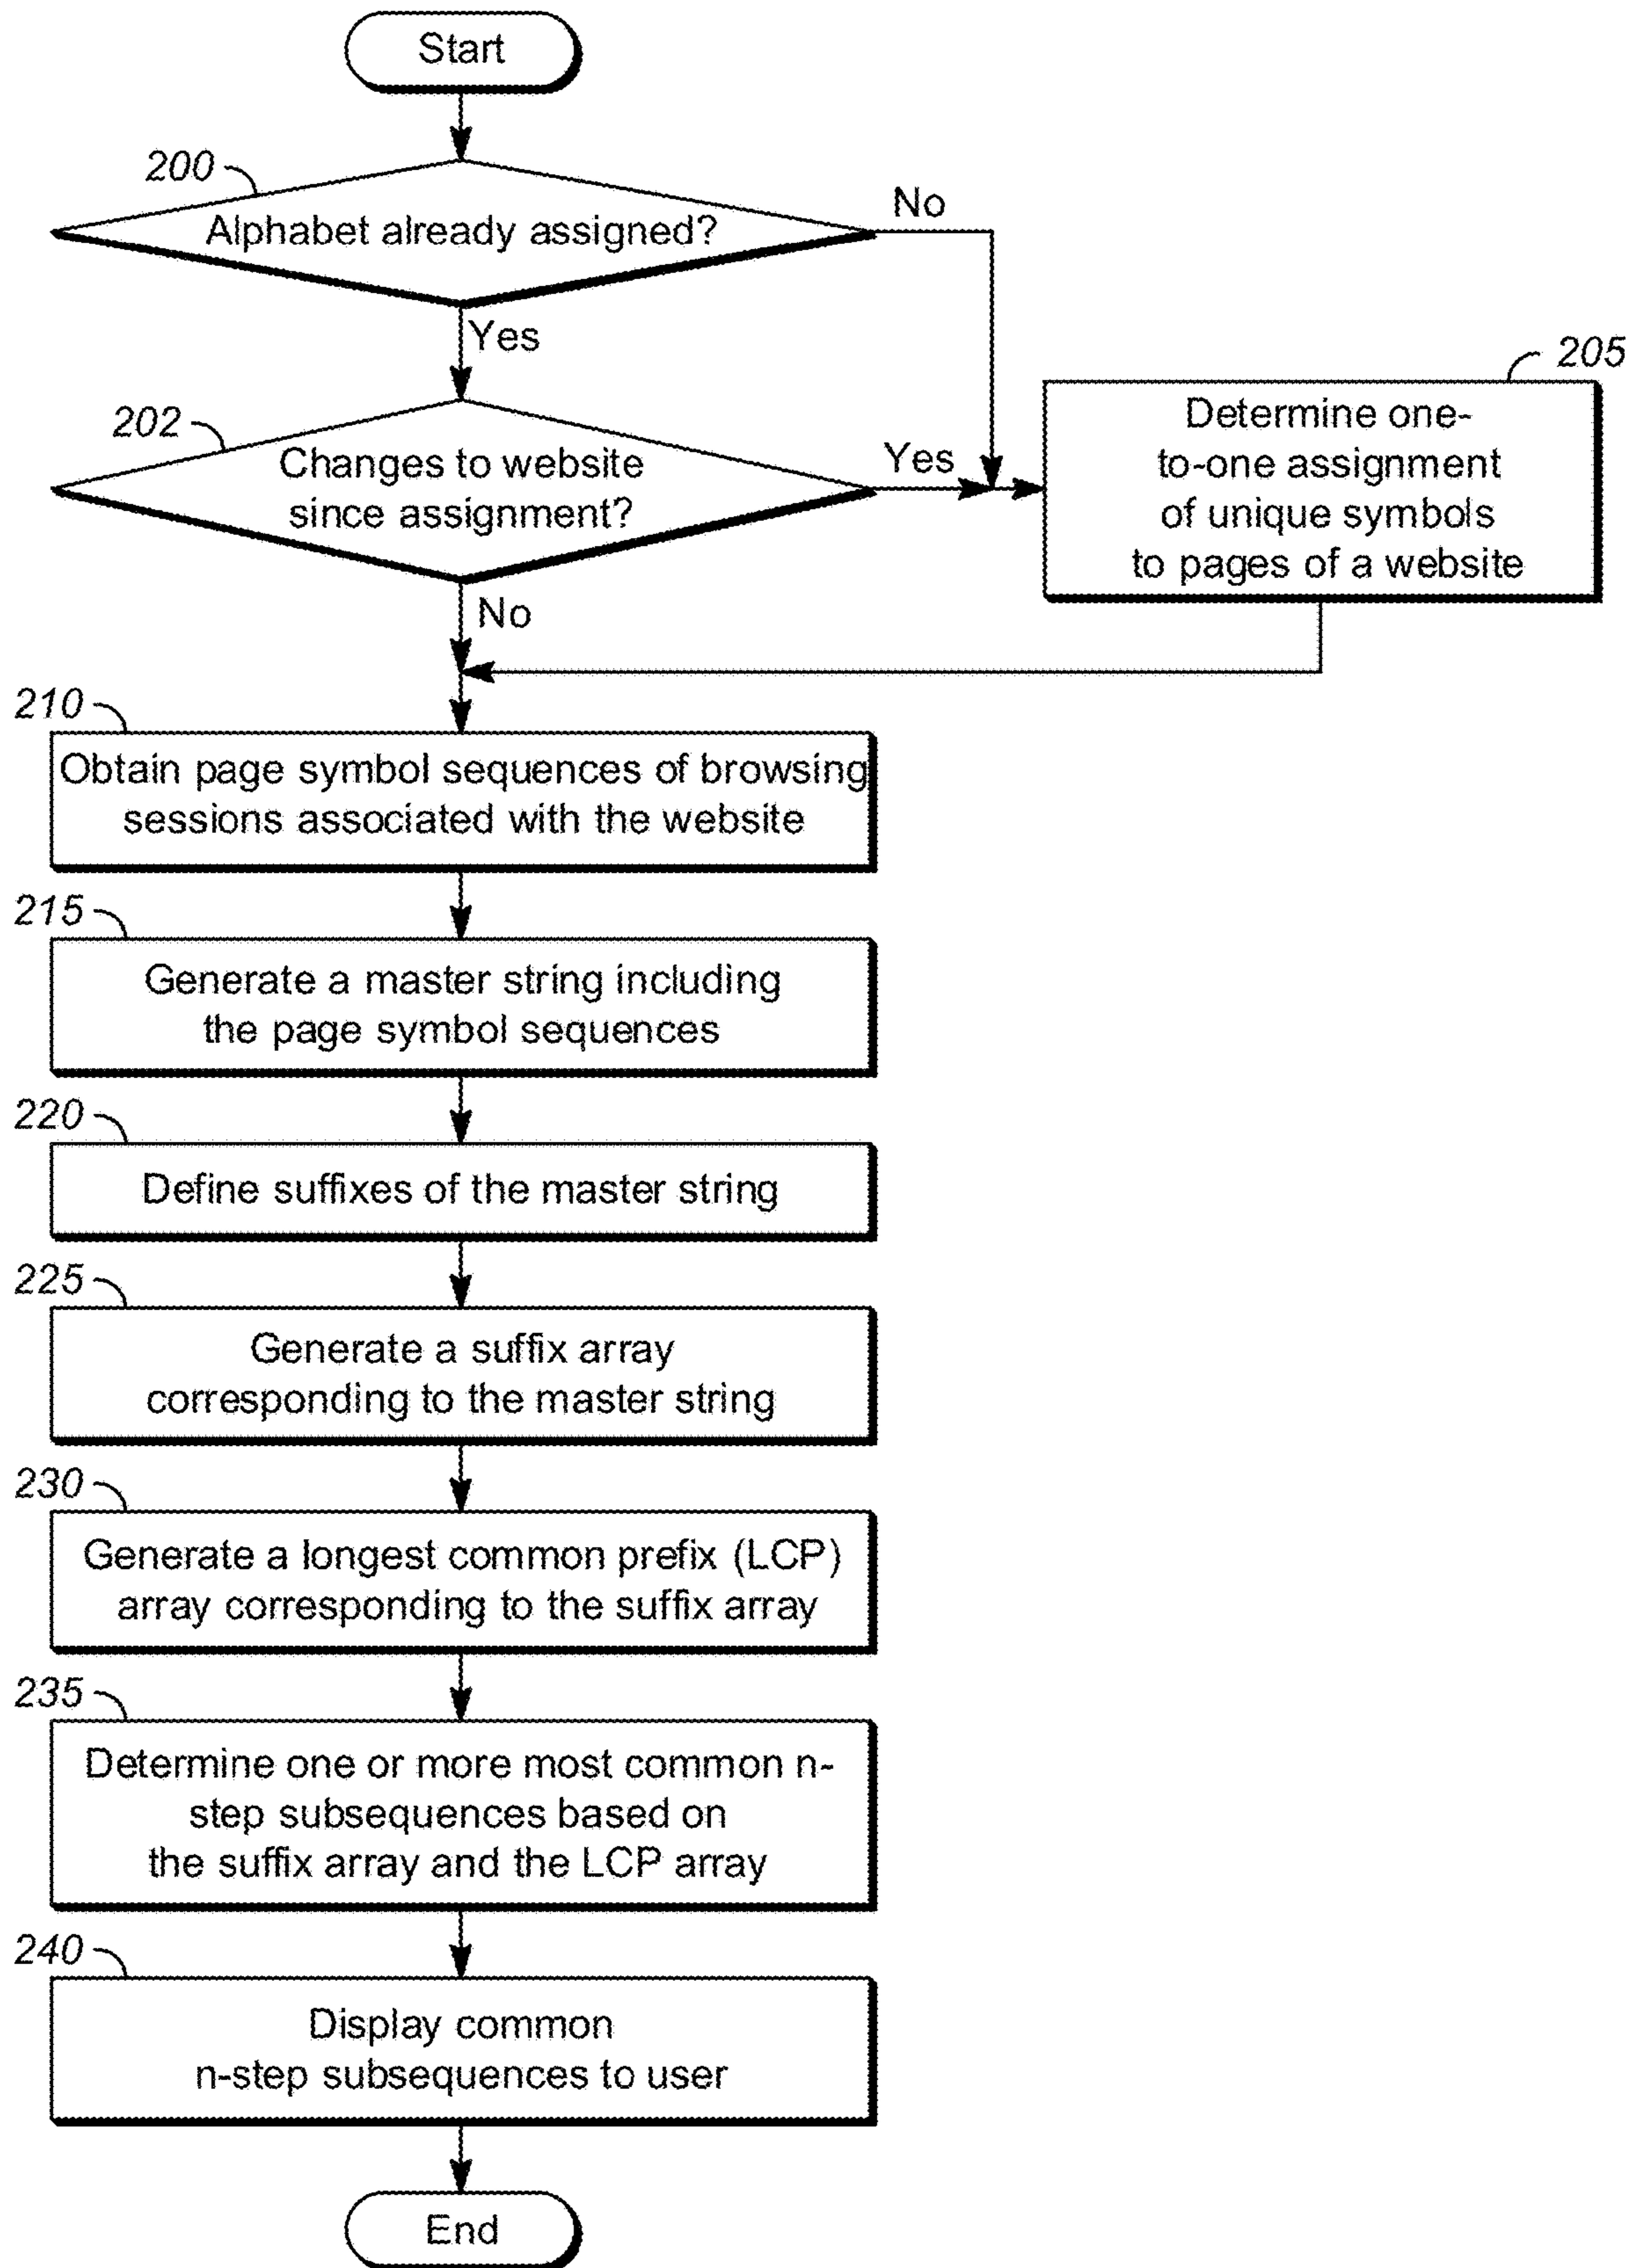 Start
200
Alphabet already assigned?
No
Yes
205
202
Changes to website
since assignment?
Yes
Determine one-
to-one assignment
of unique symbols
to pages of a website
No
210
Obtain page symbol sequences of browsing
sessions associated with the website
215
Generate a master string including
the page symbol sequences
220
Define suffixes of the master string
225
Generate a suffix array
corresponding to the master string
230
Generate a longest common prefix (LCP)
array corresponding to the suffix array
235
Determine one or more most common n-
step subsequences based on
the suffix array and the LCP array
240
Display common
n-step subsequences to user
End